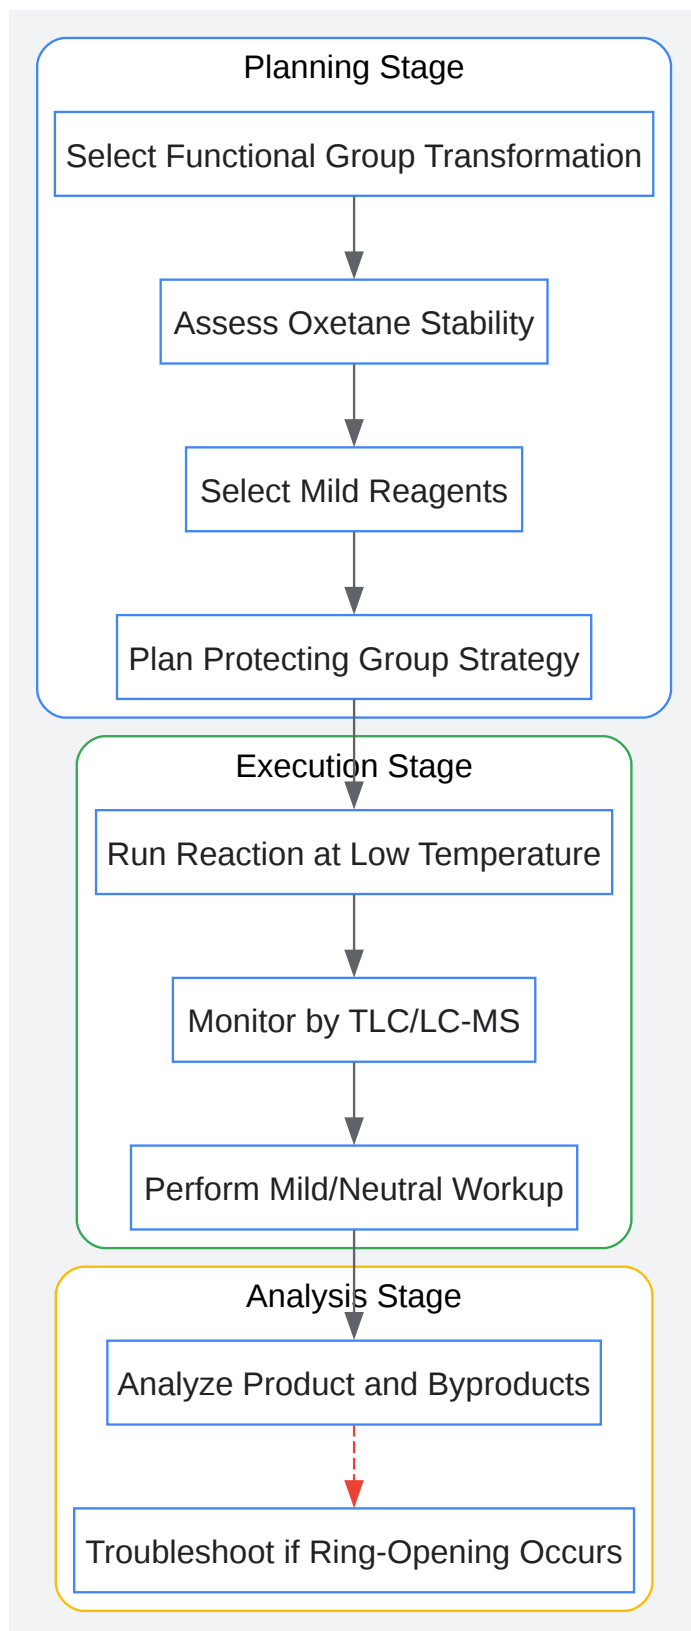 Planning Stage
Select Functional Group Transformation
Assess Oxetane Stability
Select Mild Reagents
Plan Protecting Group Strategy
Execution Stage
Run Reaction at Low Temperature
Monitor by TLC/LC-MS
Perform Mild/Neutral Workup
Analysis Stage
Analyze Product and Byproducts
Troubleshoot if Ring-Opening Occurs